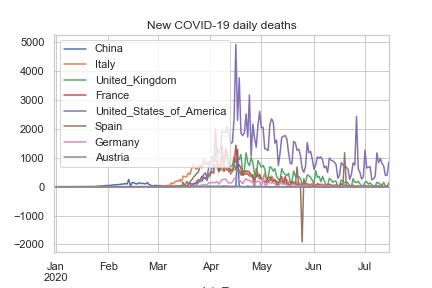 New COVID-19 daily deaths
5000
4000
3000
2000
1000
0
−1000
−2000
China
Italy
United_Kingdom
France
United_States_of_America
Spain
Germany
Austria
Jan
2020
Feb
Mar
Apr
May
Jun
Jul